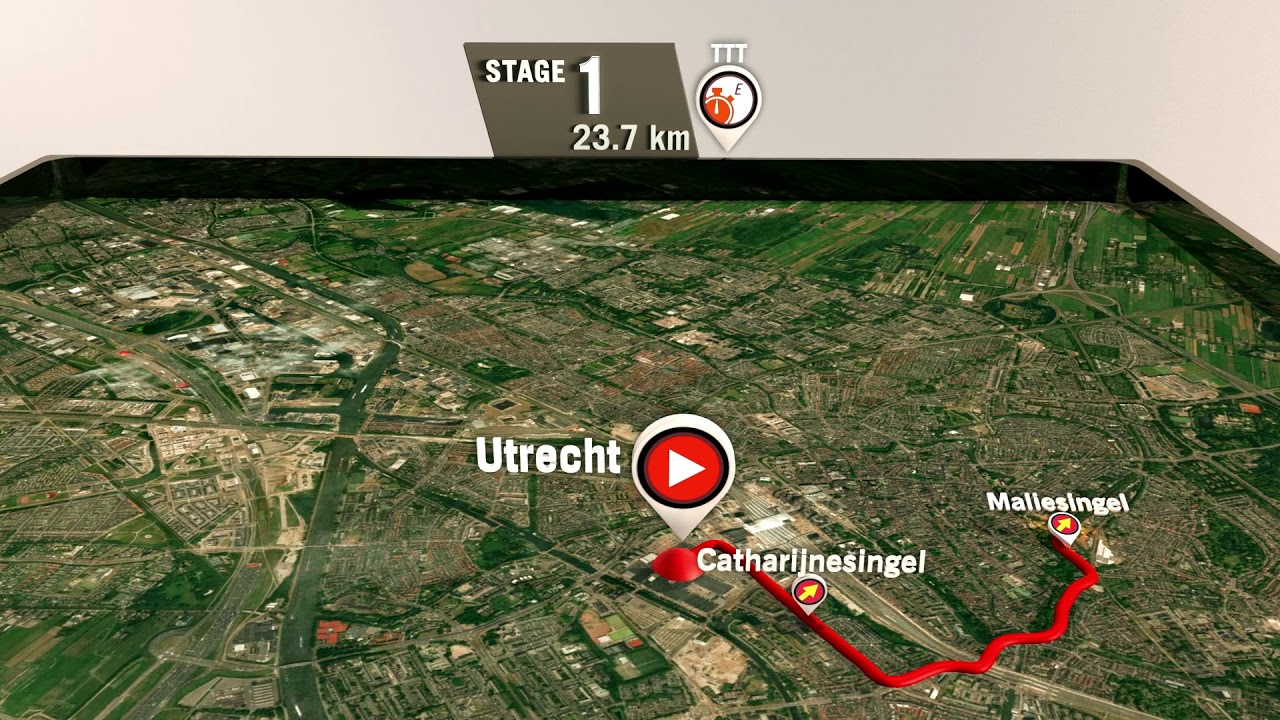 TTT
STAGE 1
E
23.7 km
Utrecht
Maliesingel
Catharijnesingel